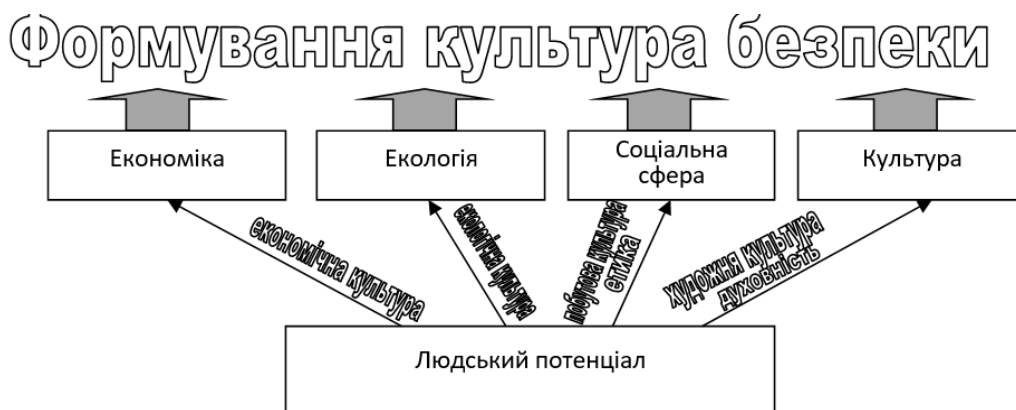 Формування культура безпеки
Економіка
Екологія
Соціальна
сфера
Культура
економічна культура
екологічна культура
побутова культура
етика
художня культура
духовність
Людський потенціал